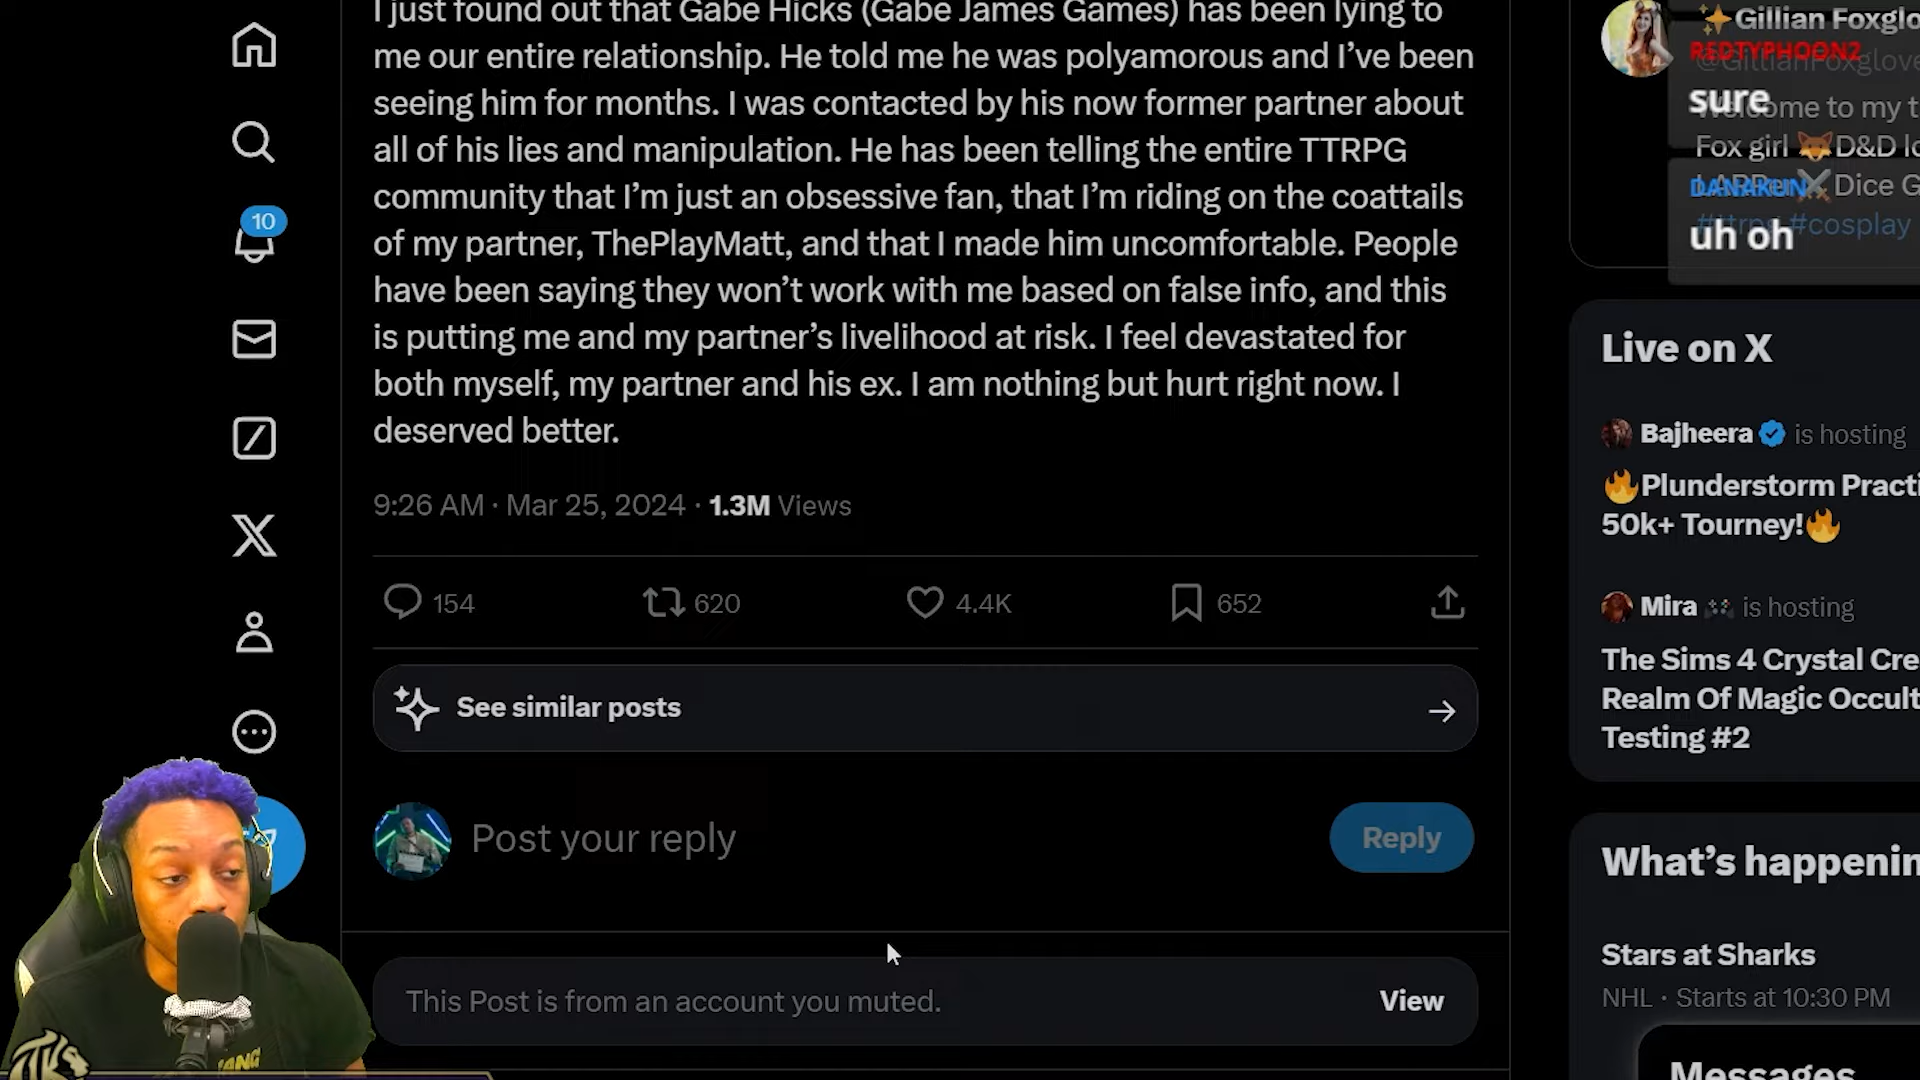 I just found out that Gabe Hicks (Gabe James Games) has been lying to
me our entire relationship. He told me he was polyamorous and I’ve been
seeing him for months. I was contacted by his now former partner about
all of his lies and manipulation. He has been telling the entire TTRPG
community that I’m just an obsessive fan, that I’m riding on the coattails
of my partner, ThePlayMatt, and that I made him uncomfortable. People
have been saying they won’t work with me based on false info, and this
is putting me and my partner’s livelihood at risk. I feel devastated for
both myself, my partner and his ex. I am nothing but hurt right now. I
deserved better.
9:26 AM · Mar 25, 2024 · 1.3M Views
154 620 4.4K 652
See similar posts
Post your reply
Reply
This Post is from an account you muted.
View
10
✨Gillian Foxglo
@GillianFoxglove
REDTYPHOON2
sure
Welcome to my t
Fox girl 🦊D&D lo
LARPer⚔Dice G
DANAKUN
#ttrpg #cosplay
uh oh
Live on X
Bajheera is hosting
🔥Plunderstorm Practi
50k+ Tourney!🔥
Mira 🎮 is hosting
The Sims 4 Crystal Cre
Realm Of Magic Occult
Testing #2
What’s happenin
Stars at Sharks
NHL · Starts at 10:30 PM
Messages